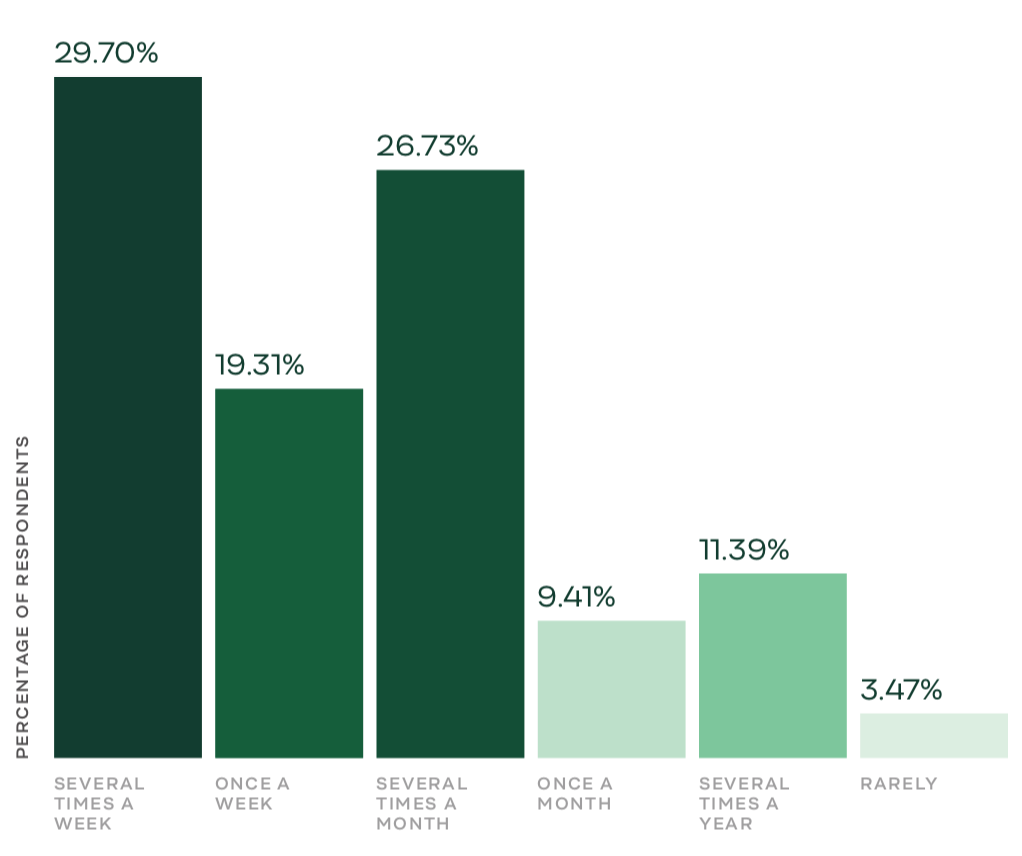 29.70%
19.31%
26.73%
9.41%
11.39%
3.47%
PERCENTAGE OF RESPONDENTS
SEVERAL
TIMES A
WEEK
ONCE A
WEEK
SEVERAL
TIMES A
MONTH
ONCE A
MONTH
SEVERAL
TIMES A
YEAR
RARELY